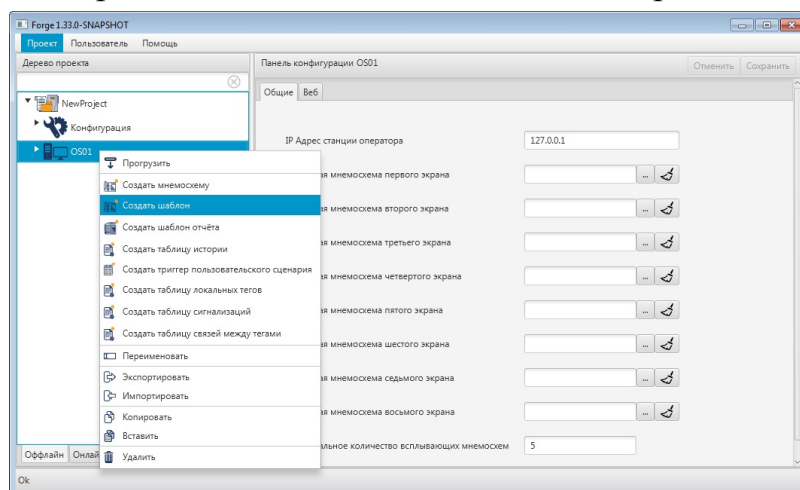 Forge 1.33.0-SNAPSHOT
Проект Пользователь Помощь
Дерево проекта
Панель конфигурации OS01
Отменить Сохранить
Общие Веб
NewProject
Конфигурация
OS01
IP Адрес станции оператора 127.0.0.1
Прогрузить
ая мнемосхема первого экрана ...
Создать мнемосхему
Создать шаблон
ая мнемосхема второго экрана ...
Создать шаблон отчёта
ая мнемосхема третьего экрана ...
Создать таблицу истории
Создать триггер пользовательского сценария
ая мнемосхема четвертого экрана ...
Создать таблицу локальных тегов
Создать таблицу сигнализаций
ая мнемосхема пятого экрана ...
Создать таблицу связей между тегами
ая мнемосхема шестого экрана ...
Переименовать
Экспортировать
ая мнемосхема седьмого экрана ...
Импортировать
Копировать
ая мнемосхема восьмого экрана ...
Вставить
альное количество всплывающих мнемосхем 5
Удалить
Оффлайн Онлай
Ok